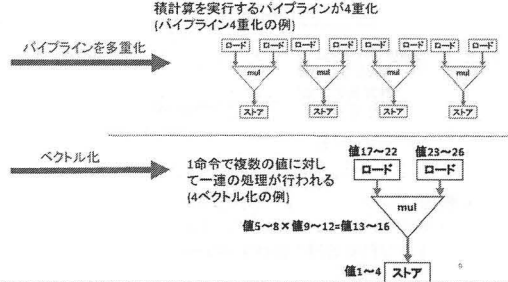 積計算を実行するパイプラインが4重化
(パイプライン4重化の例)
パイプラインを多重化
ロード ロード ロード ロード ロード ロード ロード ロード
mul mul mul mul
ストア ストア ストア ストア
ベクトル化
1命令で複数の値に対し
て一連の処理が行われる
(4ベクトル化の例)
値17～22 値23～26
ロード ロード
mul
値5～8×値9～12=値13～16
値1～4 ストア